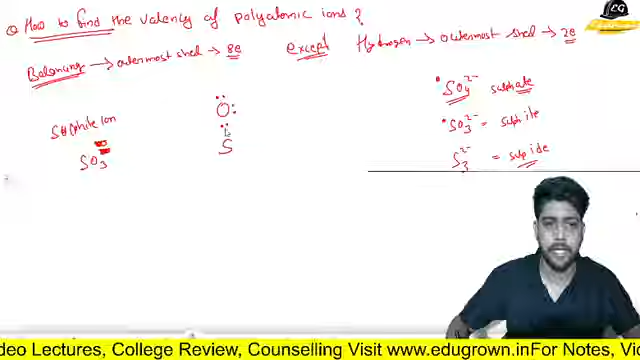 Q How to find the valency of polyatomic ions?
Balancing → outermost shell → 8e except Hydrogen → outermost shell → 2e
SO4 2- sulphate
SO3 2- = sulphite
S3 2- = sulphide
Sulphite ion
SO3
O
S
EG
deo Lectures, College Review, Counselling Visit www.edugrown.inFor Notes, Vid